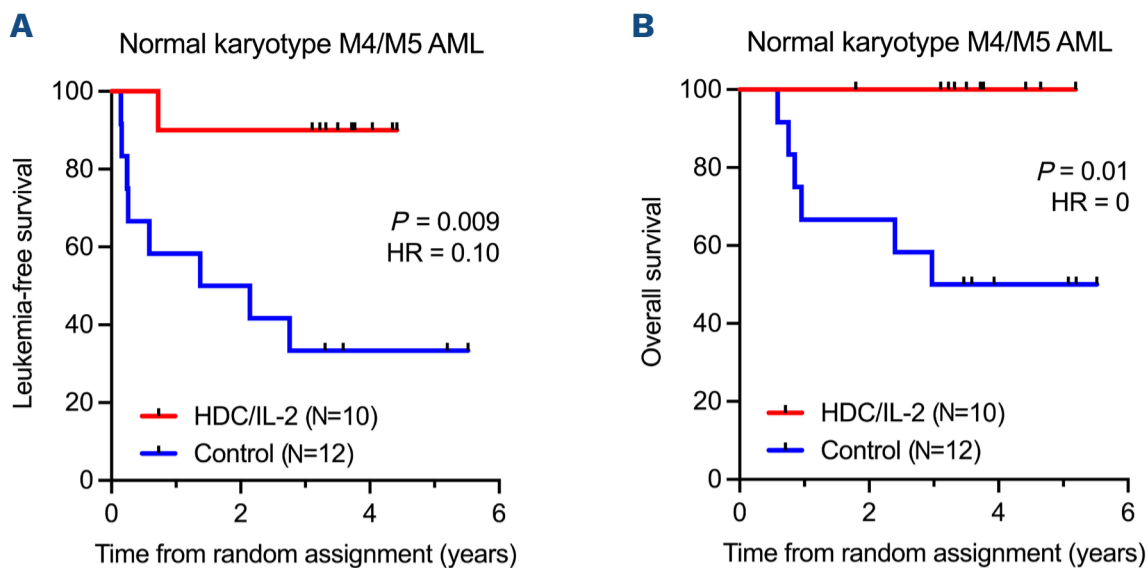 A
Normal karyotype M4/M5 AML
Leukemia-free survival
100
80
60
40
20
0
P = 0.009
HR = 0.10
HDC/IL-2 (N=10)
Control (N=12)
0 2 4 6
Time from random assignment (years)
B
Normal karyotype M4/M5 AML
Overall survival
100
80
60
40
20
0
P = 0.01
HR = 0
HDC/IL-2 (N=10)
Control (N=12)
0 2 4 6
Time from random assignment (years)